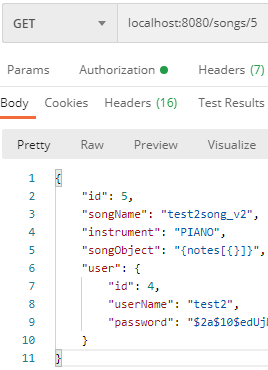 GET localhost:8080/songs/5
Params Authorization Headers (7)
Body Cookies Headers (16) Test Results
Pretty Raw Preview Visualize
1 {
2 "id": 5,
3 "songName": "test2song_v2",
4 "instrument": "PIANO",
5 "songObject": "{notes[{}]}",
6 "user": {
7 "id": 4,
8 "userName": "test2",
9 "password": "$2a$10$edUj
10 }
11 }